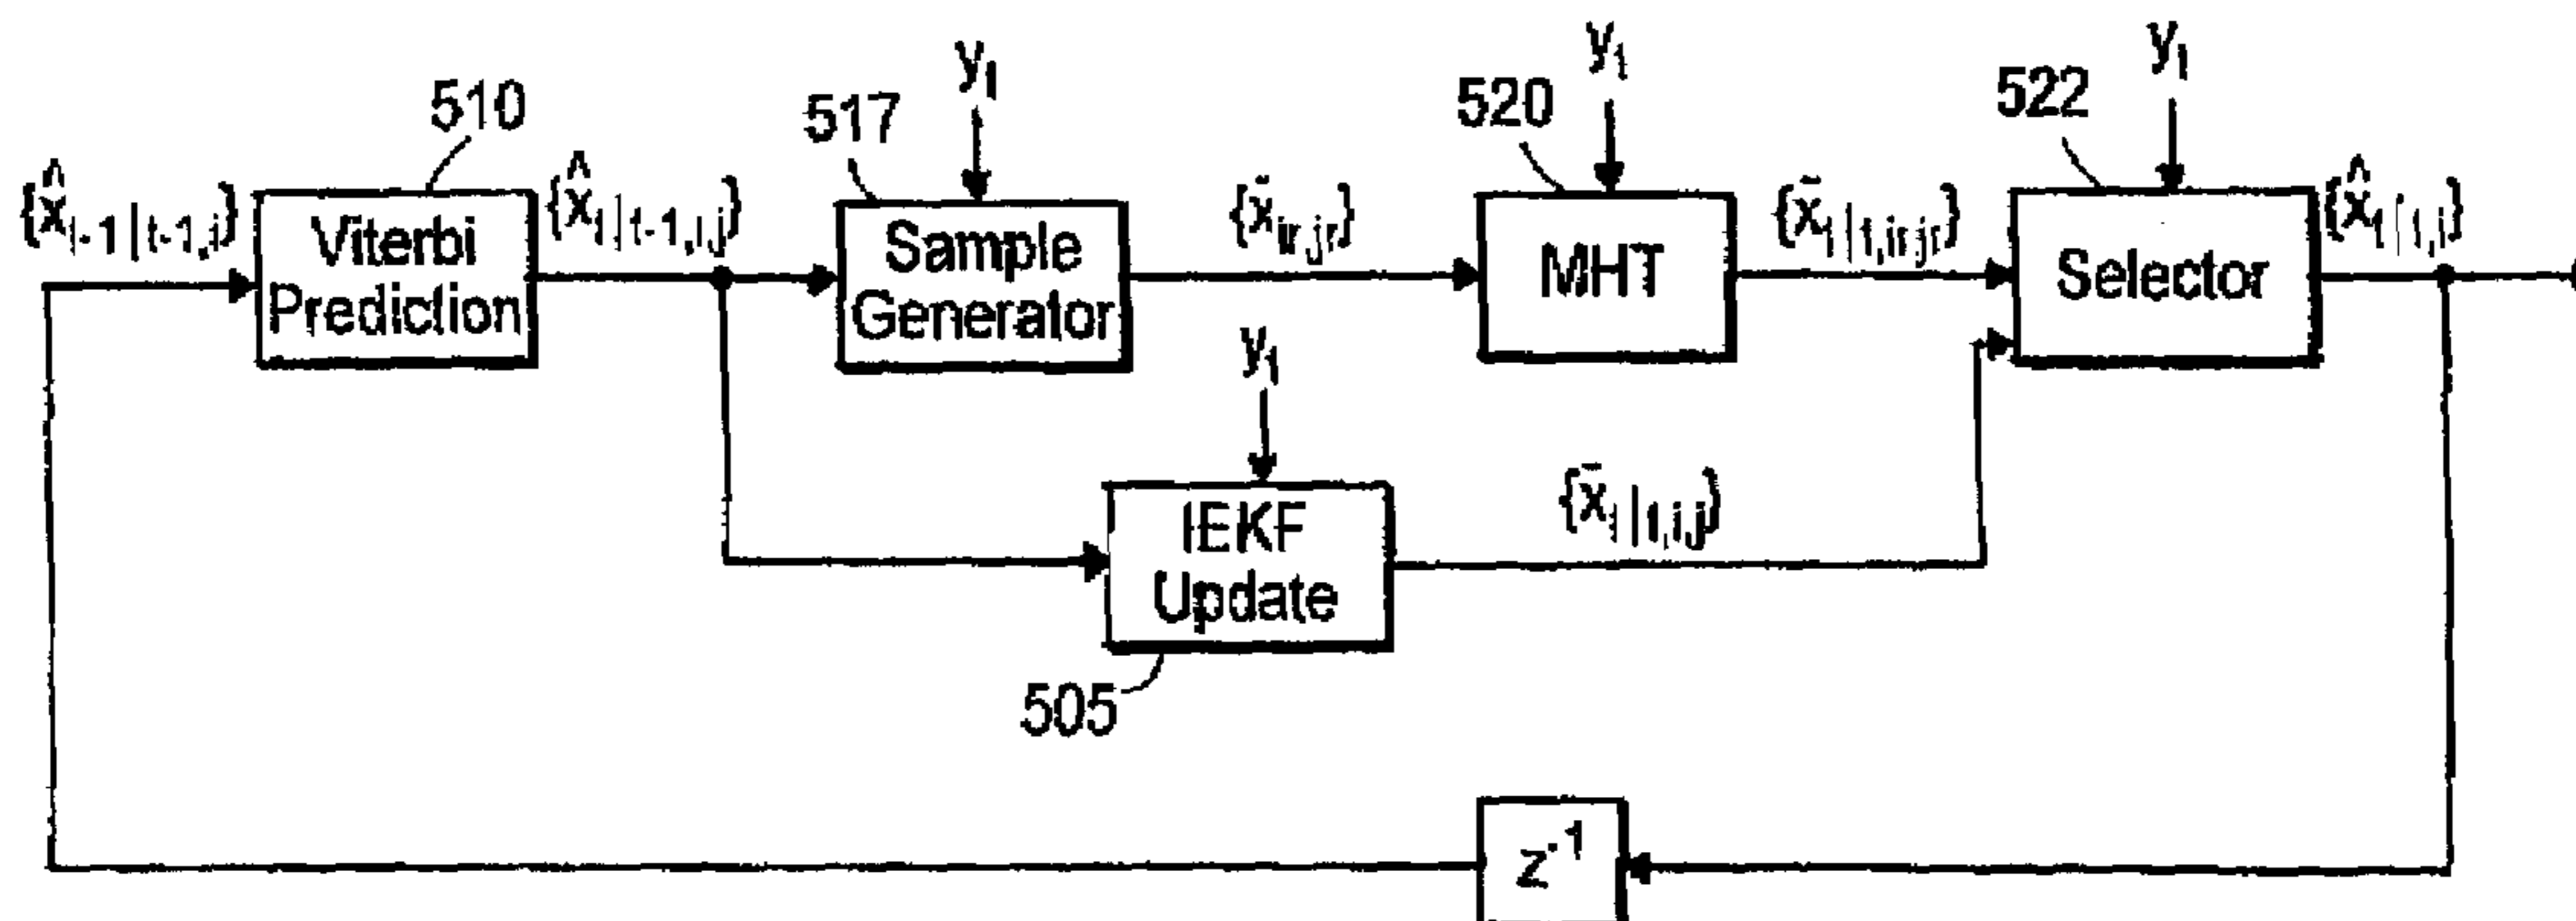 510
517
y_t
520
y_t
522
y_t
{x̂_{t-1|t-1,i}}
Viterbi
Prediction
{x̂_{t|t-1,i,j}}
Sample
Generator
{x̄_{ir,jr}}
MHT
{x̄_{t|t,ir,jr}}
Selector
{x̂_{t|t,i}}
y_t
IEKF
Update
{x̄_{t|t,i,j}}
505
z^{-1}